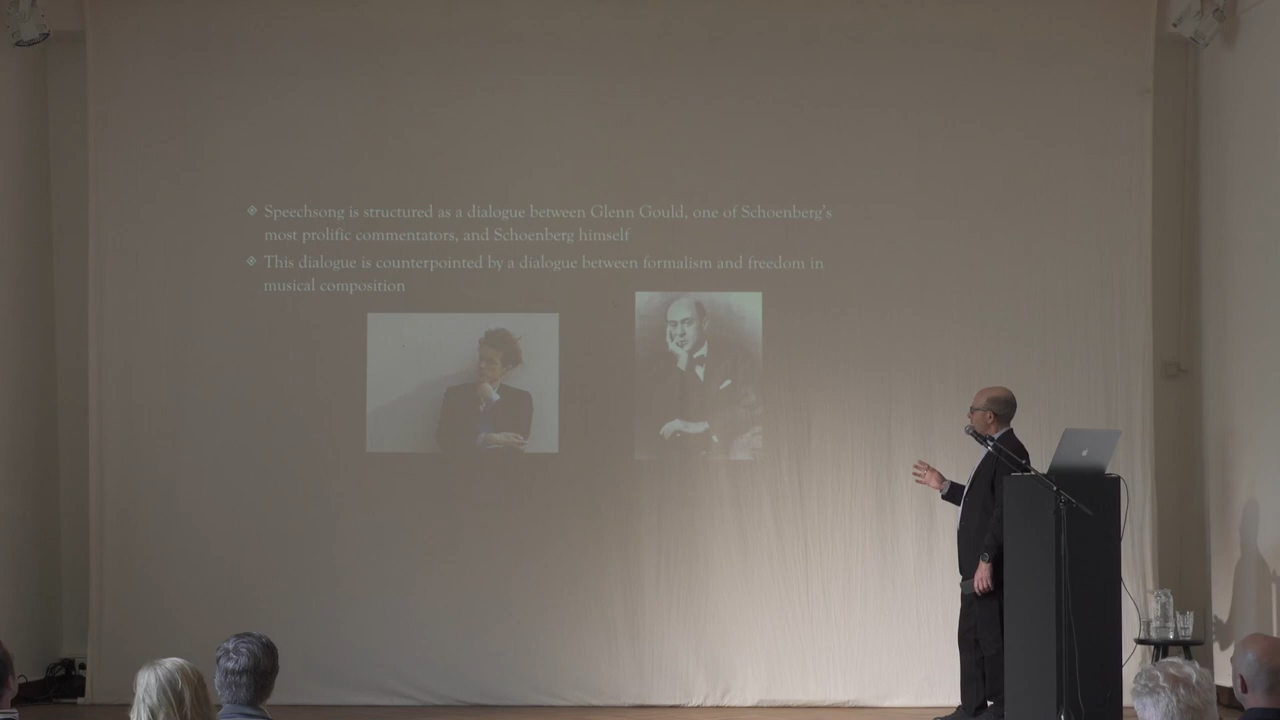 Speechsong is structured as a dialogue between Glenn Gould, one of Schoenberg's
most prolific commentators, and Schoenberg himself
This dialogue is counterpointed by a dialogue between formalism and freedom in
musical composition